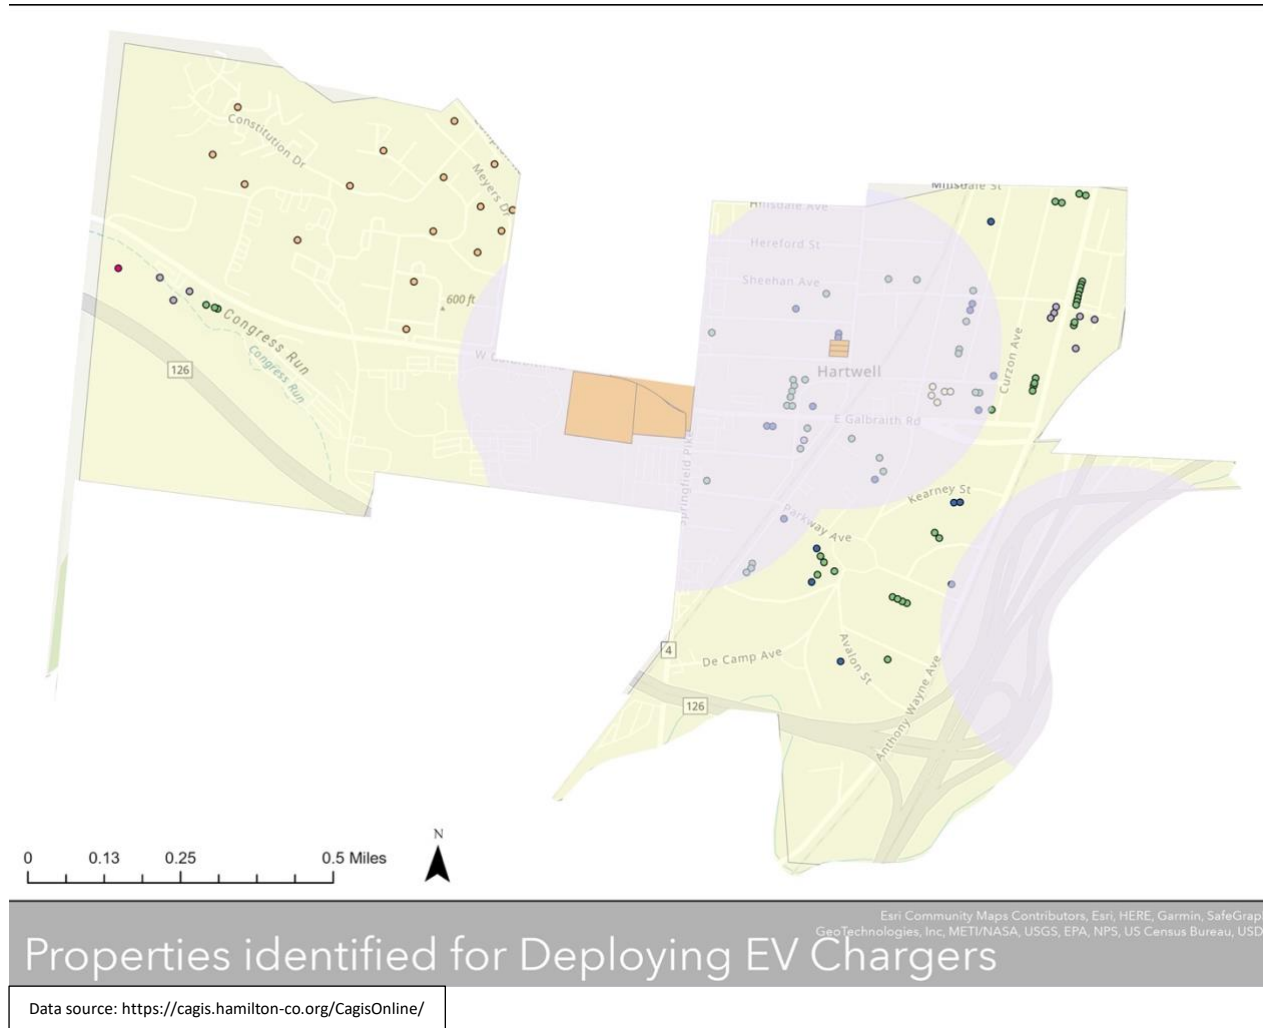 Constitution Dr
Meyers Dr
Millsdale St
Hillsdale Ave
Hereford St
Sheehan Ave
600 ft
Congress Run
Congress Run
126
Hartwell
Curzon Ave
E Galbraith Rd
Springfield Pike
Kearney St
Parkway Ave
4
De Camp Ave
Avalon St
126
Anthony Wayne Ave
N
0 0.13 0.25 0.5 Miles
Esri Community Maps Contributors, Esri, HERE, Garmin, SafeGrap
GeoTechnologies, Inc, METI/NASA, USGS, EPA, NPS, US Census Bureau, USD
Properties identified for Deploying EV Chargers
Data source: https://cagis.hamilton-co.org/CagisOnline/